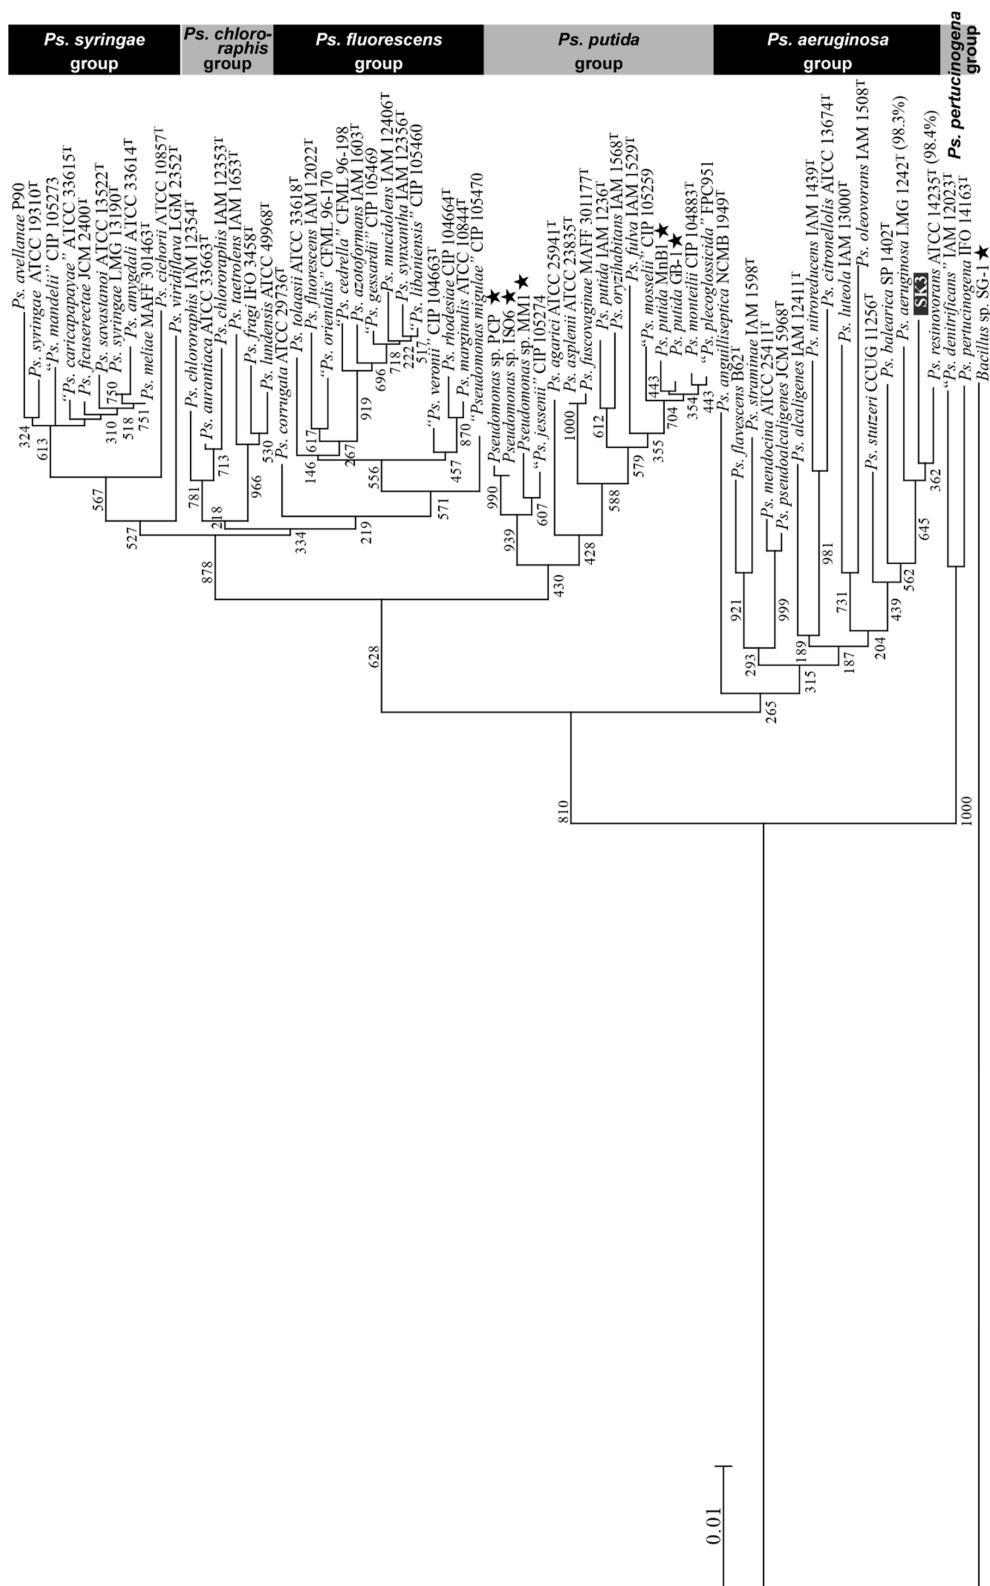 Ps. syringae
group
Ps. chloro-
raphis
group
Ps. fluorescens
group
Ps. putida
group
Ps. aeruginosa
group
Ps. pertucinogena
group
Ps. avellanae P90
Ps. syringae ATCC 19310T
“Ps. mandelii” CIP 105273
“Ps. caricapapayae” ATCC 33615T
Ps. ficuserectae JCM 2400T
Ps. savastanoi ATCC 13522T
Ps. syringae LMG 13190T
Ps. amygdali ATCC 33614T
Ps. meliae MAFF 301463T
Ps. cichorii ATCC 10857T
Ps. viridiflava LGM 2352T
Ps. chlororaphis IAM 12354T
Ps. aurantiaca ATCC 33663T
Ps. chlororaphis IAM 12353T
Ps. taetrolens IAM 1653T
Ps. fragi IFO 3458T
Ps. lundensis ATCC 49968T
Ps. corrugata ATCC 29736T
Ps. tolaasii ATCC 33618T
Ps. fluorescens IAM 12022T
“Ps. orientalis” CFML 96-170
“Ps. cedrella” CFML 96-198
Ps. azotoformans IAM 1603T
“Ps. gessardii” CIP 105469
Ps. mucidolens IAM 12406T
Ps. synxantha IAM 12356T
“Ps. libaniensis” CIP 105460
“Ps. veronii” CIP 104663T
Ps. rhodesiae CIP 104664T
Ps. marginalis ATCC 10844T
“Pseudomonas migulae” CIP 105470
Pseudomonas sp. PCP ★
Pseudomonas sp. ISO6 ★
Pseudomonas sp. MM1 ★
“Ps. jessenii” CIP 105274
Ps. agarici ATCC 25941T
Ps. asplenii ATCC 23835T
Ps. fuscovaginae MAFF 301177T
Ps. putida IAM 1236T
Ps. oryzihabitans IAM 1568T
Ps. fulva IAM 1529T
“Ps. mosselii” CIP 105259
Ps. putida MnB1 ★
Ps. putida GB-1 ★
Ps. monteilii CIP 104883T
“Ps. plecoglossicida” FPC951
Ps. anguilliseptica NCMB 1949T
Ps. flavescens B62T
Ps. straminae IAM 1598T
Ps. mendocina ATCC 25411T
Ps. pseudoalcaligenes JCM 5968T
Ps. alcaligenes IAM 12411T
Ps. nitroreducens IAM 1439T
Ps. citronellolis ATCC 13674T
Ps. luteola IAM 13000T
Ps. oleovorans IAM 1508T
Ps. stutzeri CCUG 11256T
Ps. balearica SP 1402T
Ps. aeruginosa LMG 1242T (98.3%)
SK3
Ps. resinovorans ATCC 14235T (98.4%)
“Ps. denitrificans” IAM 12023T
Ps. pertucinogena IFO 14163T
Bacillus sp. SG-1 ★
324
613
310
750
518
751
567
527
781
713
218
966
530
334
878
146
617
267
919
696
718
222
517
556
457
870
571
219
990
939
607
1000
612
588
579
355
443
704
354
443
428
430
628
921
293
999
189
981
315
731
187
204
439
562
645
362
265
810
1000
0.01